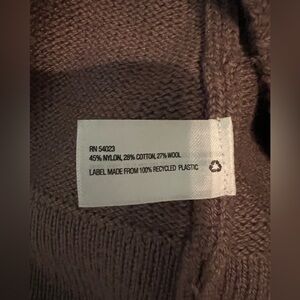 RN 54023
45% NYLON, 28% COTTON, 27% WOOL
LABEL MADE FROM 100% RECYCLED PLASTIC